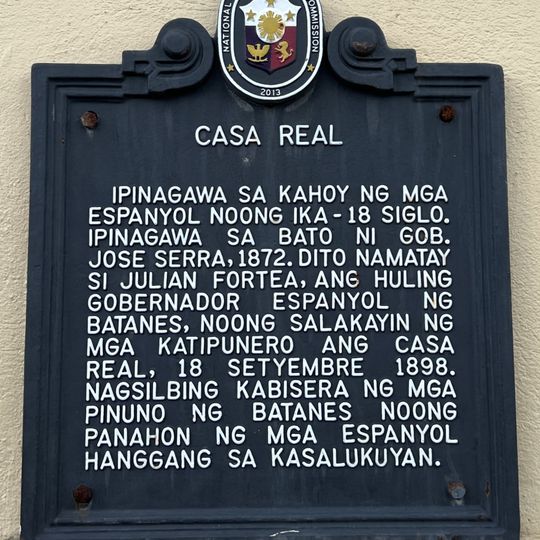 NATIONAL
COMMISSION
2013
CASA REAL
IPINAGAWA SA KAHOY NG MGA
ESPANYOL NOONG IKA-18 SIGLO.
IPINAGAWA SA BATO NI GOB.
JOSE SERRA, 1872. DITO NAMATAY
SI JULIAN FORTEA, ANG HULING
GOBERNADOR ESPANYOL NG
BATANES, NOONG SALAKAYIN NG
MGA KATIPUNERO ANG CASA
REAL, 18 SETYEMBRE 1898.
NAGSILBING KABISERA NG MGA
PINUNO NG BATANES NOONG
PANAHON NG MGA ESPANYOL
HANGGANG SA KASALUKUYAN.